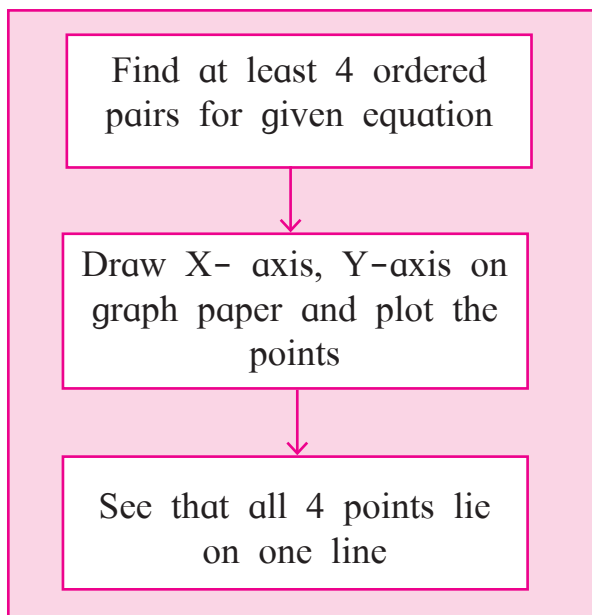 Find at least 4 ordered
pairs for given equation
Draw X- axis, Y-axis on
graph paper and plot the
points
See that all 4 points lie
on one line